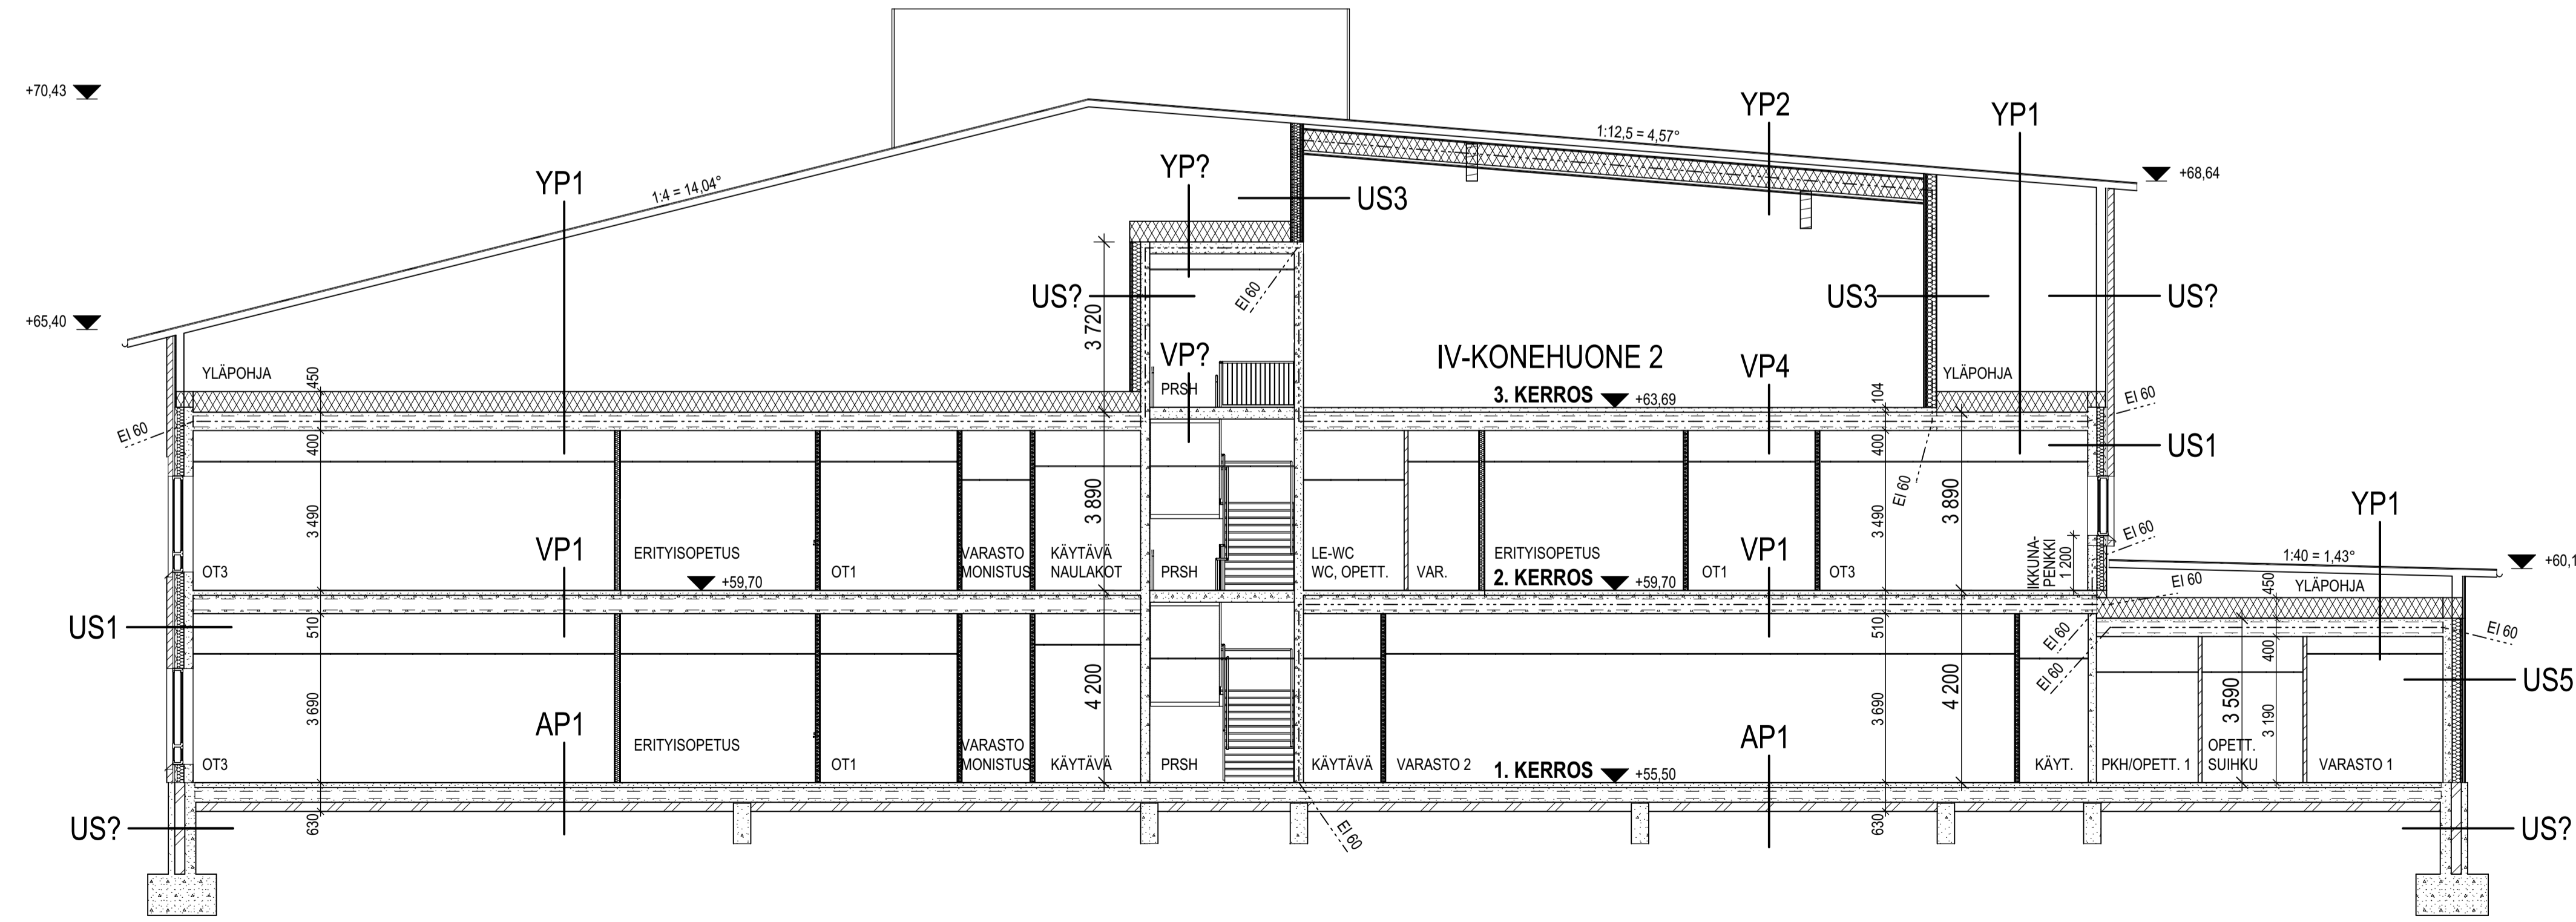 +70,43
YP2
YP1
1:12,5 = 4,57°
YP?
YP1
1:4 = 14,04°
+68,64
US3
EI 60
US?
US3
US?
+65,40
3 720
VP?
IV-KONEHUONE 2
VP4
YLÄPOHJA
450
PRSH
3. KERROS
+63,69
104
YLÄPOHJA
EI 60
EI 60
400
400
US1
EI 60
3 490
3 890
3 490
3 890
YP1
EI 60
VP1
VP1
OT3
ERITYISOPETUS
OT1
VARASTO
MONISTUS
KÄYTÄVÄ
NAULAKOT
PRSH
LE-WC
WC, OPETT.
VAR.
ERITYISOPETUS
OT1
OT3
IKKUNA-
PENKKI
1 200
1:40 = 1,43°
+60,1
+59,70
2. KERROS
+59,70
EI 60
450
YLÄPOHJA
US1
510
510
EI 60
EI 60
EI 60
400
US5
3 690
4 200
3 690
4 200
3 590
3 190
AP1
AP1
OT3
ERITYISOPETUS
OT1
VARASTO
MONISTUS
KÄYTÄVÄ
PRSH
KÄYTÄVÄ
VARASTO 2
1. KERROS
+55,50
KÄYT.
PKH/OPETT. 1
OPETT.
SUIHKU
VARASTO 1
US?
630
EI 60
630
US?